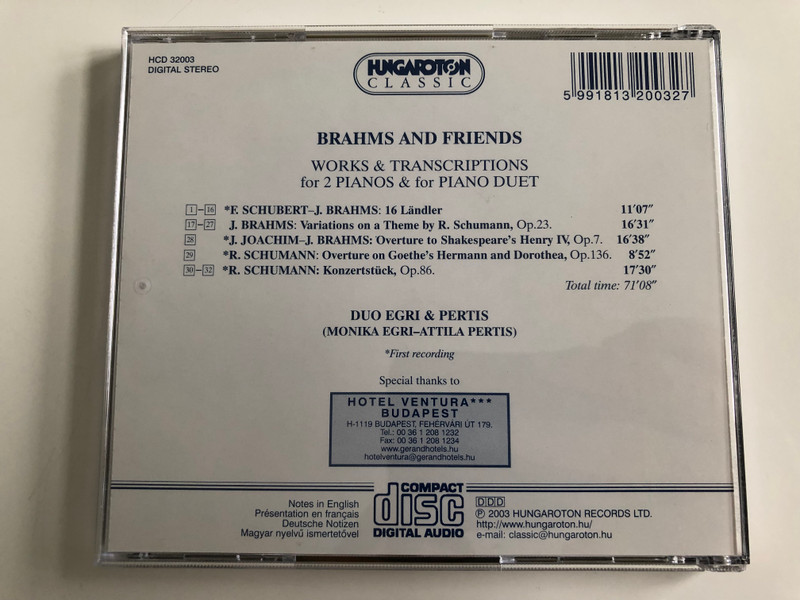 HCD 32003
DIGITAL STEREO
HUNGAROTON
CLASSIC
5 991813 200327
BRAHMS AND FRIENDS
WORKS & TRANSCRIPTIONS
for 2 PIANOS & for PIANO DUET
1–16 *F. SCHUBERT–J. BRAHMS: 16 Ländler 11′07″
17–27 J. BRAHMS: Variations on a Theme by R. Schumann, Op.23. 16′31″
28 *J. JOACHIM–J. BRAHMS: Overture to Shakespeare's Henry IV, Op.7. 16′38″
29 *R. SCHUMANN: Overture on Goethe's Hermann and Dorothea, Op.136. 8′52″
30–32 *R. SCHUMANN: Konzertstück, Op.86. 17′30″
Total time: 71′08″
DUO EGRI & PERTIS
(MONIKA EGRI–ATTILA PERTIS)
*First recording
Special thanks to
HOTEL VENTURA***
BUDAPEST
H-1119 BUDAPEST, FEHÉRVÁRI ÚT 179.
Tel.: 00 36 1 208 1232
Fax: 00 36 1 208 1234
www.gerandhotels.hu
hotelventura@gerandhotels.hu
Notes in English
Présentation en français
Deutsche Notizen
Magyar nyelvű ismertetővel
COMPACT
disc
DIGITAL AUDIO
DDD
℗ 2003 HUNGAROTON RECORDS LTD.
http://www.hungaroton.hu/
e-mail: classic@hungaroton.hu